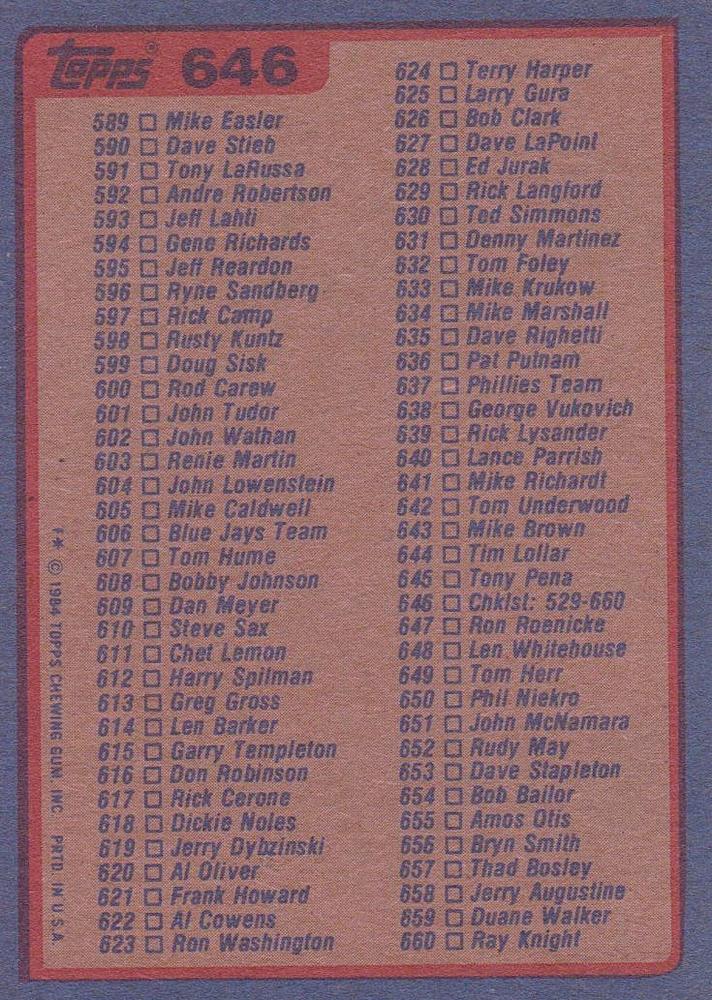 Topps® 646
589 □ Mike Easler
590 □ Dave Stieb
591 □ Tony LaRussa
592 □ Andre Robertson
593 □ Jeff Lahti
594 □ Gene Richards
595 □ Jeff Reardon
596 □ Ryne Sandberg
597 □ Rick Camp
598 □ Rusty Kuntz
599 □ Doug Sisk
600 □ Rod Carew
601 □ John Tudor
602 □ John Wathan
603 □ Renie Martin
604 □ John Lowenstein
605 □ Mike Caldwell
606 □ Blue Jays Team
607 □ Tom Hume
608 □ Bobby Johnson
609 □ Dan Meyer
610 □ Steve Sax
611 □ Chet Lemon
612 □ Harry Spilman
613 □ Greg Gross
614 □ Len Barker
615 □ Garry Templeton
616 □ Don Robinson
617 □ Rick Cerone
618 □ Dickie Noles
619 □ Jerry Dybzinski
620 □ Al Oliver
621 □ Frank Howard
622 □ Al Cowens
623 □ Ron Washington
624 □ Terry Harper
625 □ Larry Gura
626 □ Bob Clark
627 □ Dave LaPoint
628 □ Ed Jurak
629 □ Rick Langford
630 □ Ted Simmons
631 □ Denny Martinez
632 □ Tom Foley
633 □ Mike Krukow
634 □ Mike Marshall
635 □ Dave Righetti
636 □ Pat Putnam
637 □ Phillies Team
638 □ George Vukovich
639 □ Rick Lysander
640 □ Lance Parrish
641 □ Mike Richardt
642 □ Tom Underwood
643 □ Mike Brown
644 □ Tim Lollar
645 □ Tony Pena
646 □ Chklst: 529-660
647 □ Ron Roenicke
648 □ Len Whitehouse
649 □ Tom Herr
650 □ Phil Niekro
651 □ John McNamara
652 □ Rudy May
653 □ Dave Stapleton
654 □ Bob Bailor
655 □ Amos Otis
656 □ Bryn Smith
657 □ Thad Bosley
658 □ Jerry Augustine
659 □ Duane Walker
660 □ Ray Knight
F* © 1984 TOPPS CHEWING GUM, INC. PRTD. IN U.S.A.